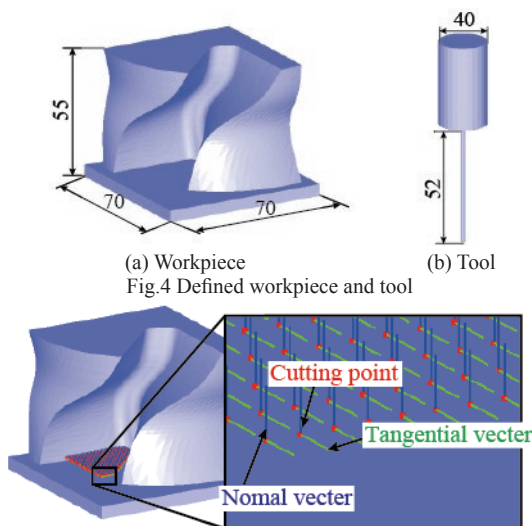 40
55
52
70
70
(a) Workpiece
(b) Tool
Fig.4 Defined workpiece and tool
Cutting point
Tangential vecter
Nomal vecter